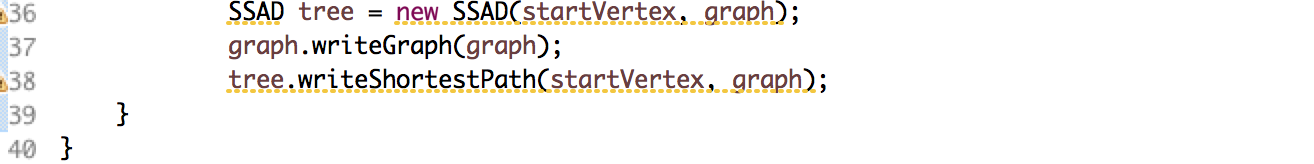 36 SSAD tree = new SSAD(startVertex, graph);
37 graph.writeGraph(graph);
38 tree.writeShortestPath(startVertex, graph);
39 }
40 }